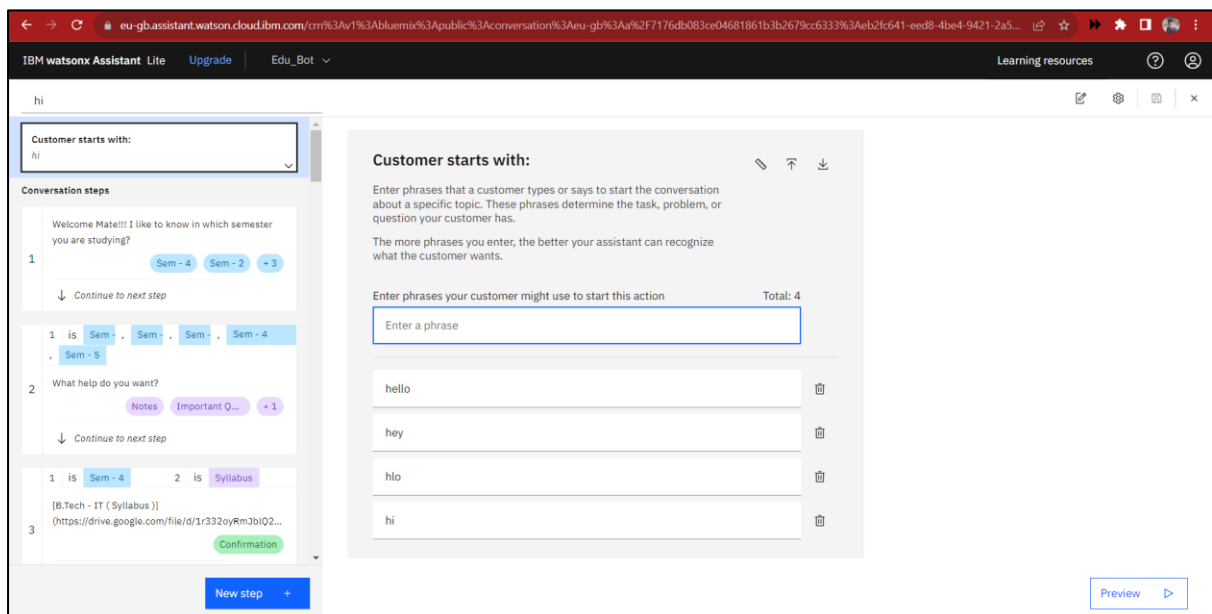 eu-gb.assistant.watson.cloud.ibm.com/crn%3Av1%3Abluemix%3Apublic%3Aconversation%3Aeu-gb%3Aa%2F7176db083ce04681861b3b2679cc6333%3Aeb2fc641-eed8-4be4-9421-2a5...
IBM watsonx Assistant Lite Upgrade Edu_Bot Learning resources
hi
Customer starts with:
hi
Conversation steps
1
Welcome Mate!!! I like to know in which semester
you are studying?
Sem - 4 Sem - 2 + 3
Continue to next step
2
1 is Sem - , Sem - , Sem - , Sem - 4
, Sem - 5
What help do you want?
Notes Important Q... + 1
Continue to next step
3
1 is Sem - 4 2 is Syllabus
[B.Tech - IT ( Syllabus )]
(https://drive.google.com/file/d/1r332oyRmJblQ2...
Confirmation
New step +
Customer starts with:
Enter phrases that a customer types or says to start the conversation
about a specific topic. These phrases determine the task, problem, or
question your customer has.
The more phrases you enter, the better your assistant can recognize
what the customer wants.
Enter phrases your customer might use to start this action Total: 4
Enter a phrase
hello
hey
hlo
hi
Preview